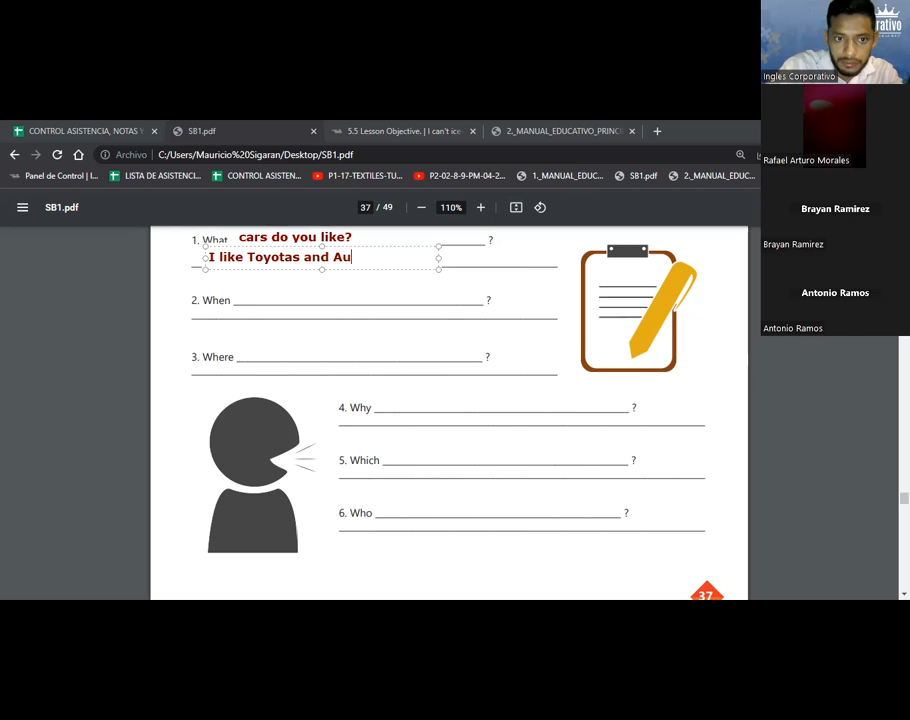 Ingles Corporativo
Rafael Arturo Morales
Brayan Ramirez
Brayan Ramirez
Antonio Ramos
Antonio Ramos
CONTROL ASISTENCIA, NOTAS Y
SB1.pdf
5.5 Lesson Objective. | I can't ice
2._MANUAL_EDUCATIVO_PRINCI
Archivo
C:/Users/Mauricio%20Sigaran/Desktop/SB1.pdf
Panel de Control | I...
LISTA DE ASISTENCI...
CONTROL ASISTEN...
P1-17-TEXTILES-TU...
P2-02-8-9-PM-04-2...
1._MANUAL_EDUC...
SB1.pdf
2._MANUAL_EDUC...
SB1.pdf
37 / 49
110%
1. What cars do you like? ?
I like Toyotas and Au
2. When ?
3. Where ?
4. Why ?
5. Which ?
6. Who ?
37